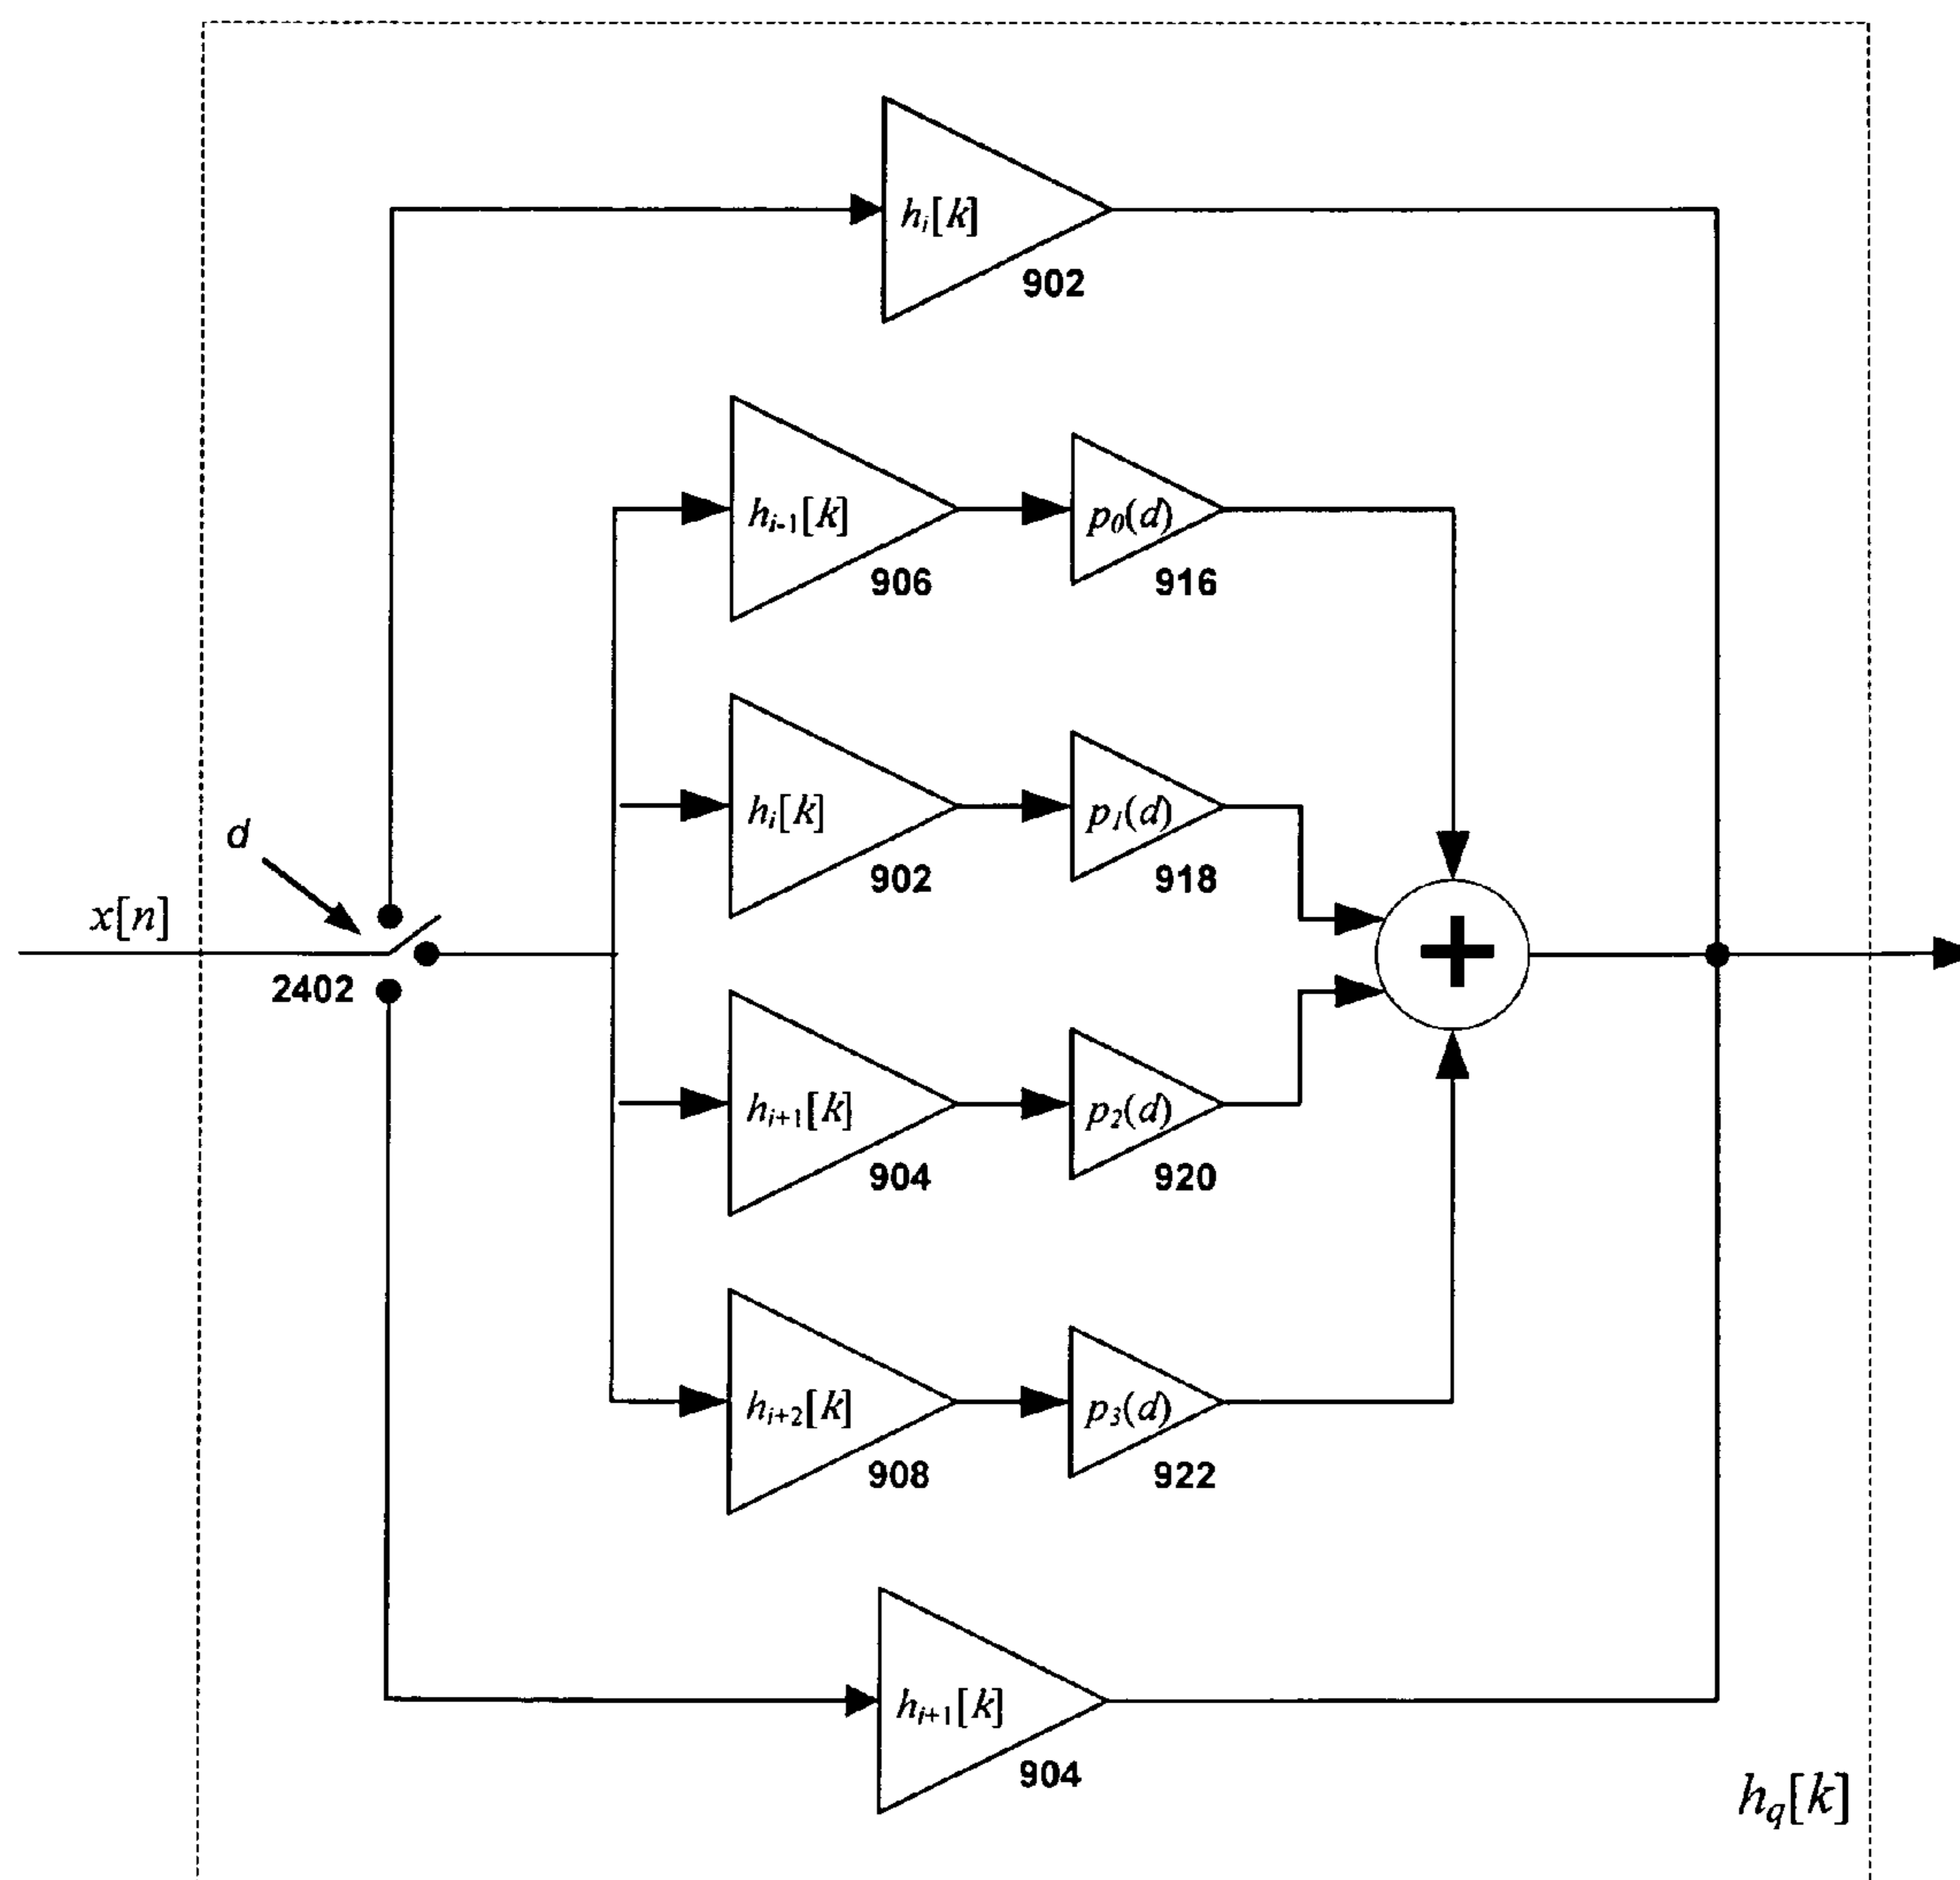 h_i[k]
902
h_{i-1}[k]
p_0(d)
906
916
h_i[k]
p_1(d)
902
918
d
x[n]
2402
+
h_{i+1}[k]
p_2(d)
904
920
h_{i+2}[k]
p_3(d)
908
922
h_{i+1}[k]
904
h_q[k]